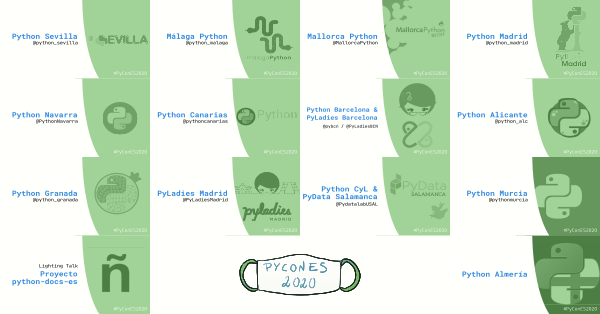 Python Sevilla
@python_sevilla
SEVILLA
#PyConES2020
Málaga Python
@python_malaga
MálagaPython
#PyConES2020
Mallorca Python
@MallorcaPython
MallorcaPython
#PyConES2020
Python Madrid
@python_madrid
Python
Madrid
#PyConES2020
Python Navarra
@PythonNavarra
#PyConES2020
Python Canarias
@pythoncanarias
Python
#PyConES2020
Python Barcelona &
PyLadies Barcelona
@pybcn / @PyLadiesBCN
#PyConES2020
Python Alicante
@python_alc
#PyConES2020
Python Granada
@python_granada
#PyConES2020
PyLadies Madrid
@PyLadiesMadrid
pyladies
MADRID
#PyConES2020
Python CyL &
PyData Salamanca
@PydatalabUSAL
PyData
SALAMANCA
#PyConES2020
Python Murcia
@pythonmurcia
#PyConES2020
Lighting Talk
Proyecto
python-docs-es
ñ
#PyConES2020
PYCONES
2020
Python Almería
#PyConES2020